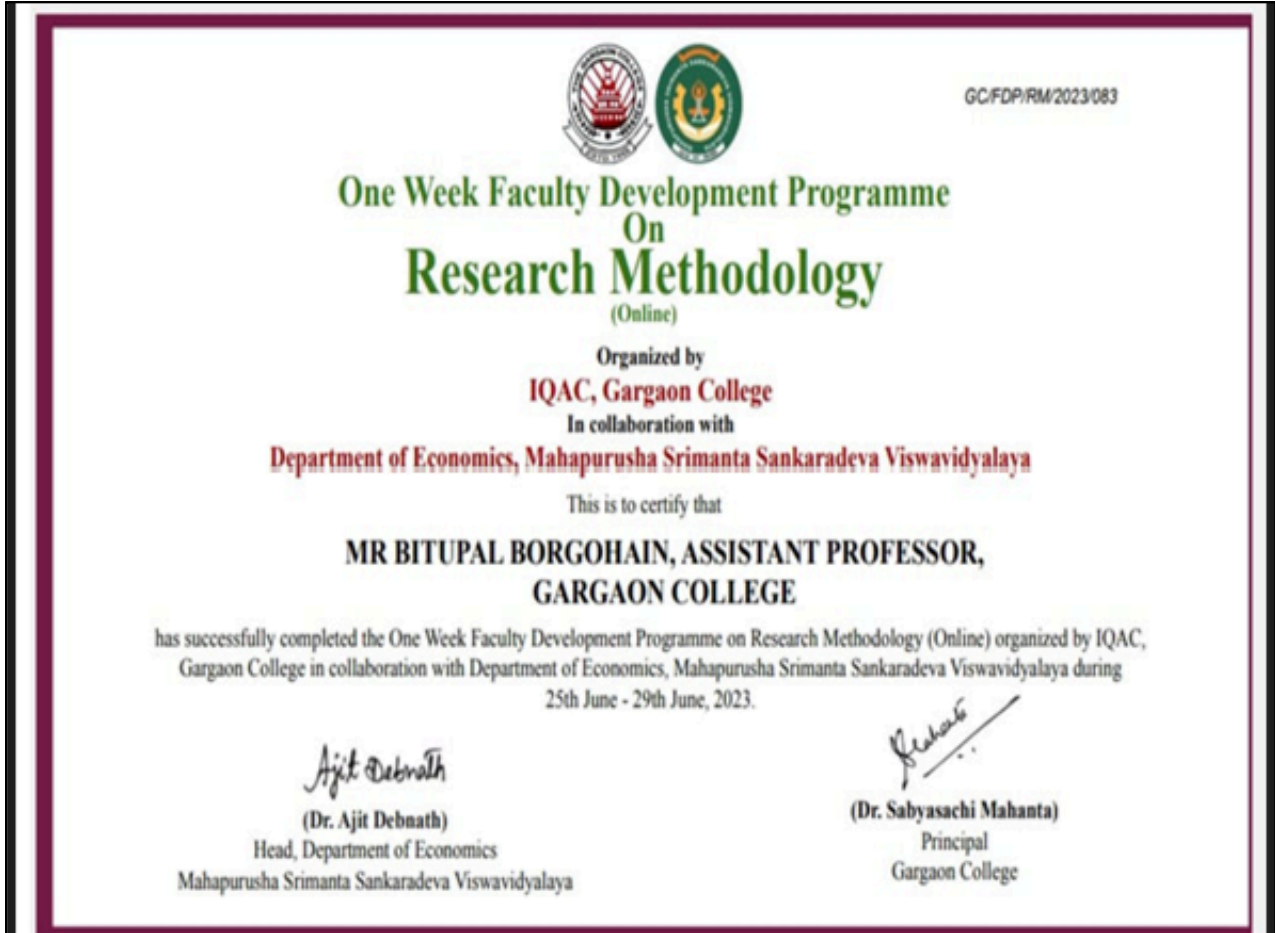 GC/FDP/RM/2023/083
One Week Faculty Development Programme
On
Research Methodology
(Online)
Organized by
IQAC, Gargaon College
In collaboration with
Department of Economics, Mahapurusha Srimanta Sankaradeva Viswavidyalaya
This is to certify that
MR BITUPAL BORGOHAIN, ASSISTANT PROFESSOR,
GARGAON COLLEGE
has successfully completed the One Week Faculty Development Programme on Research Methodology (Online) organized by IQAC,
Gargaon College in collaboration with Department of Economics, Mahapurusha Srimanta Sankaradeva Viswavidyalaya during
25th June - 29th June, 2023.
Ajit Debnath
(Dr. Ajit Debnath)
Head, Department of Economics
Mahapurusha Srimanta Sankaradeva Viswavidyalaya
(Dr. Sabyasachi Mahanta)
Principal
Gargaon College